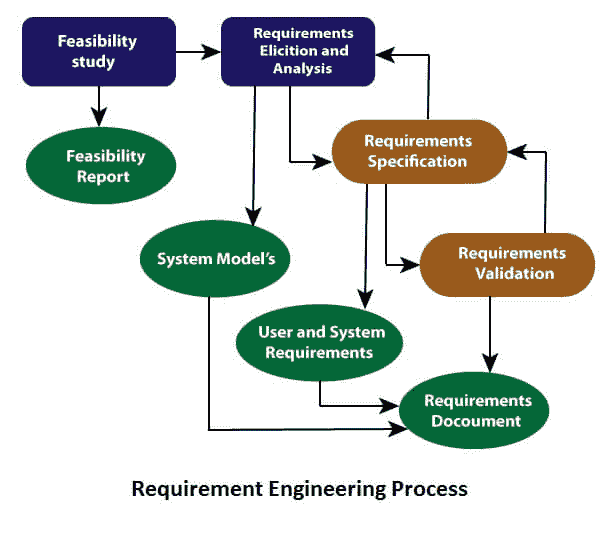 Feasibility
study
Requirements
Elicition and
Analysis
Feasibility
Report
Requirements
Specification
System Model's
Requirements
Validation
User and System
Requirements
Requirements
Docoument
Requirement Engineering Process